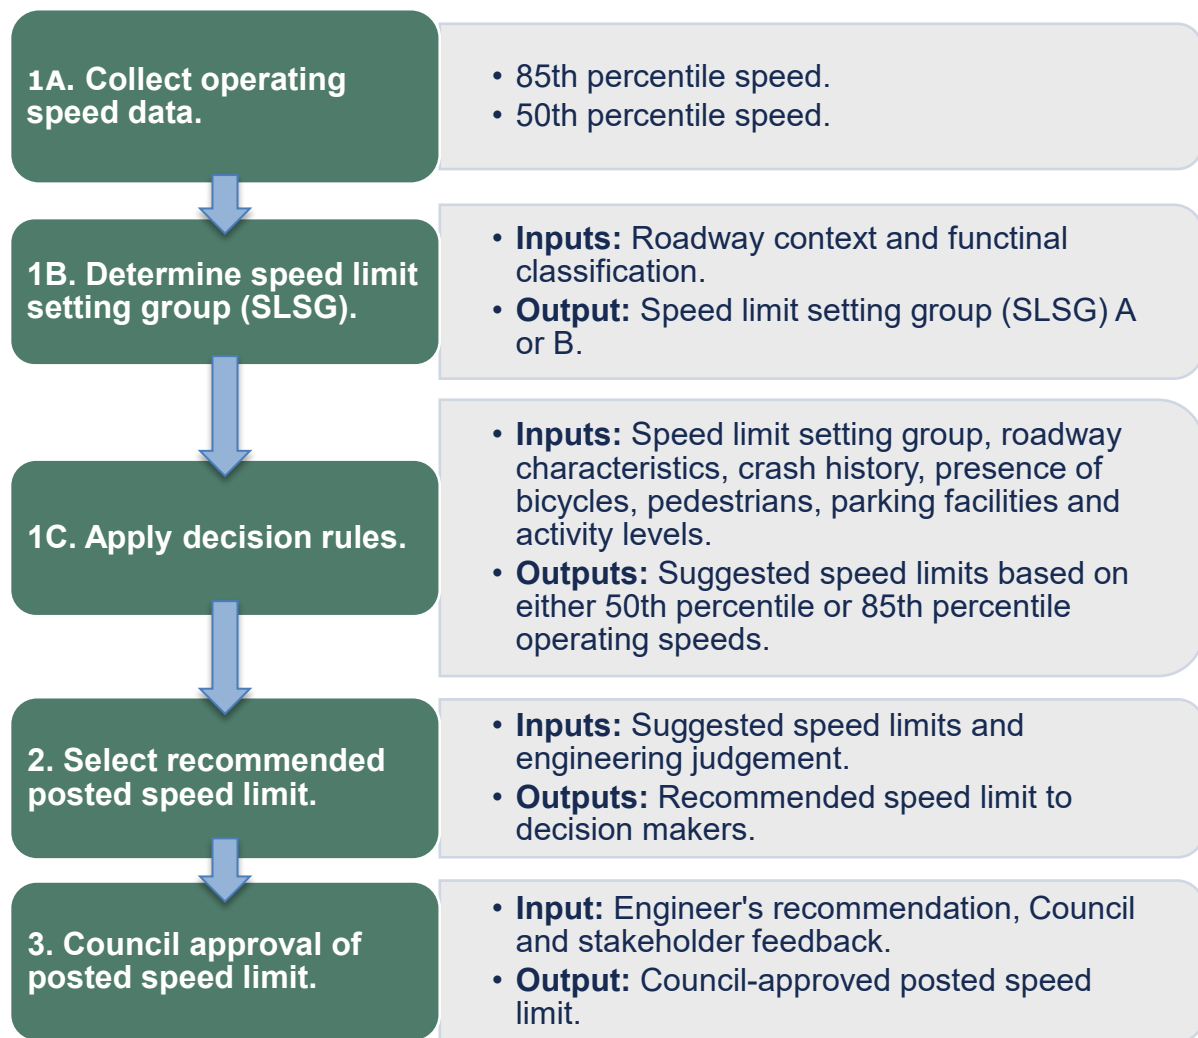 1A. Collect operating
speed data.
• 85th percentile speed.
• 50th percentile speed.
1B. Determine speed limit
setting group (SLSG).
• Inputs: Roadway context and functinal
classification.
• Output: Speed limit setting group (SLSG) A
or B.
1C. Apply decision rules.
• Inputs: Speed limit setting group, roadway
characteristics, crash history, presence of
bicycles, pedestrians, parking facilities and
activity levels.
• Outputs: Suggested speed limits based on
either 50th percentile or 85th percentile
operating speeds.
2. Select recommended
posted speed limit.
• Inputs: Suggested speed limits and
engineering judgement.
• Outputs: Recommended speed limit to
decision makers.
3. Council approval of
posted speed limit.
• Input: Engineer's recommendation, Council
and stakeholder feedback.
• Output: Council-approved posted speed
limit.